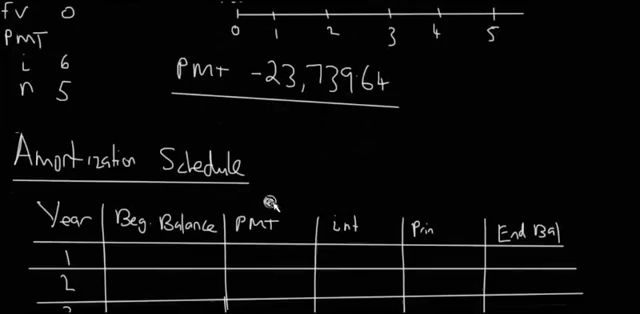 FV 0
PMT
i 6
n 5
0 1 2 3 4 5
PMT -23,739.64
Amortization Schedule
Year Beg. Balance PMT int Prin End Bal
1
2